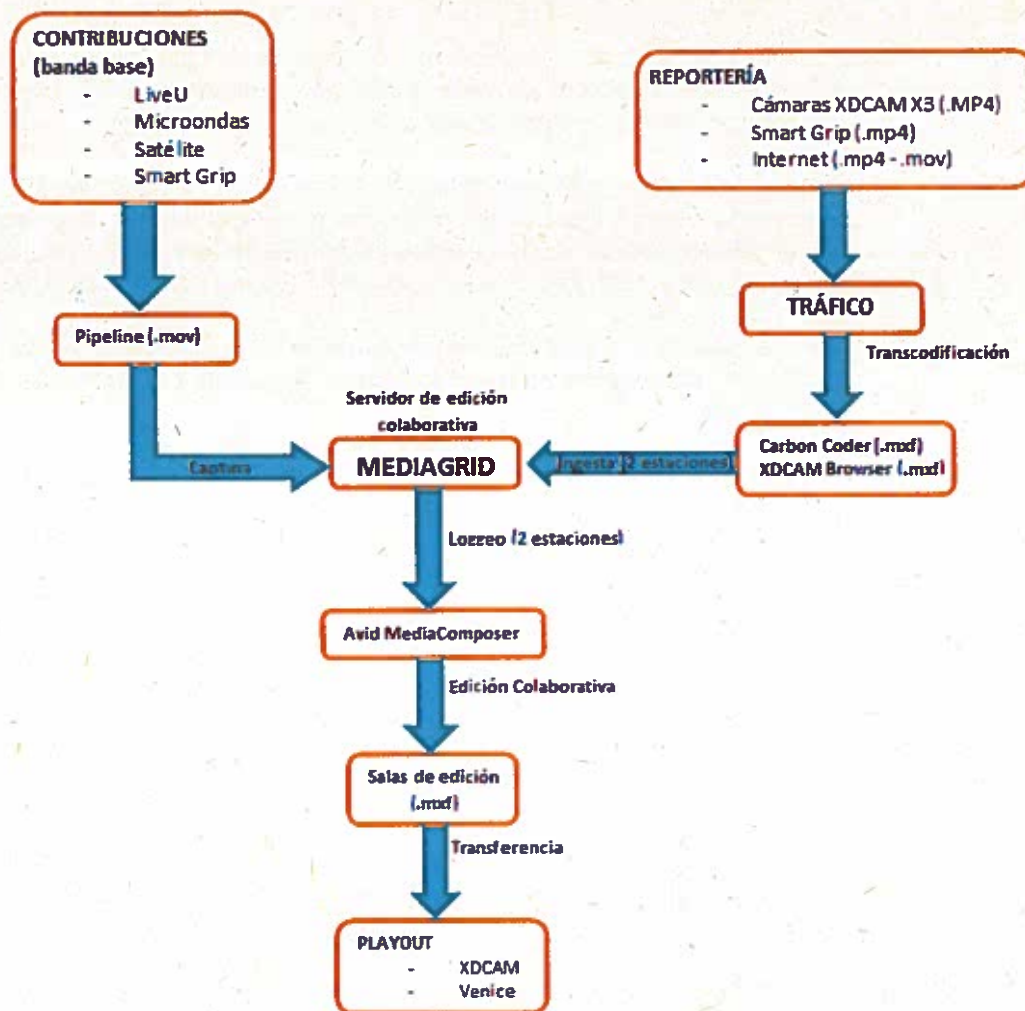 CONTRIBUCIONES
(banda base)
- LiveU
- Microondas
- Satélite
- Smart Grip
REPORTERÍA
- Cámaras XDCAM X3 (.MP4)
- Smart Grip (.mp4)
- Internet (.mp4 - .mov)
Pipeline (.mov)
TRÁFICO
Transcodificación
Servidor de edición
colaborativa
MEDIAGRID
Captura
Ingesta (2 estaciones)
Carbon Coder (.mxf)
XDCAM Browser (.mxf)
Logueo (2 estaciones)
Avid MediaComposer
Edición Colaborativa
Salas de edición
(.mxf)
Transferencia
PLAYOUT
- XDCAM
- Venice